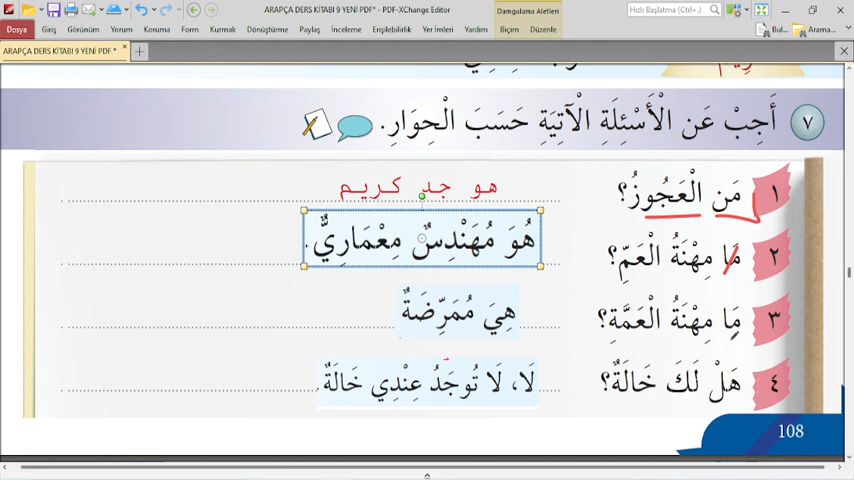 ARAPÇA DERS KİTABI 9 YENİ PDF* - PDF-XChange Editor
Damgalama Aletleri
Hızlı Başlatma (Ctrl+.)
Dosya Giriş Görünüm Yorum Koruma Form Kurmak Dönüştürme Paylaş İnceleme Erişilebilirlik Yer İmleri Yardım Biçim Düzenle
Bul... Arama...
ARAPÇA DERS KİTABI 9 YENİ PDF *
٧ أَجِبْ عَن الْأَسْئِلَةِ الْآتِيَةِ حَسَبَ الْحِوَارِ.
١ مَن الْعَجُوزُ؟ هو جد كريم
٢ مَا مِهْنَةُ الْعَمِّ؟ هُوَ مُهَنْدِسٌ مِعْمَارِيٌّ.
٣ مَا مِهْنَةُ الْعَمَّةِ؟ هِيَ مُمَرِّضَةٌ
٤ هَلْ لَكَ خَالَةٌ؟ لَا، لَا تُوجَدُ عِنْدِي خَالَةٌ.
108